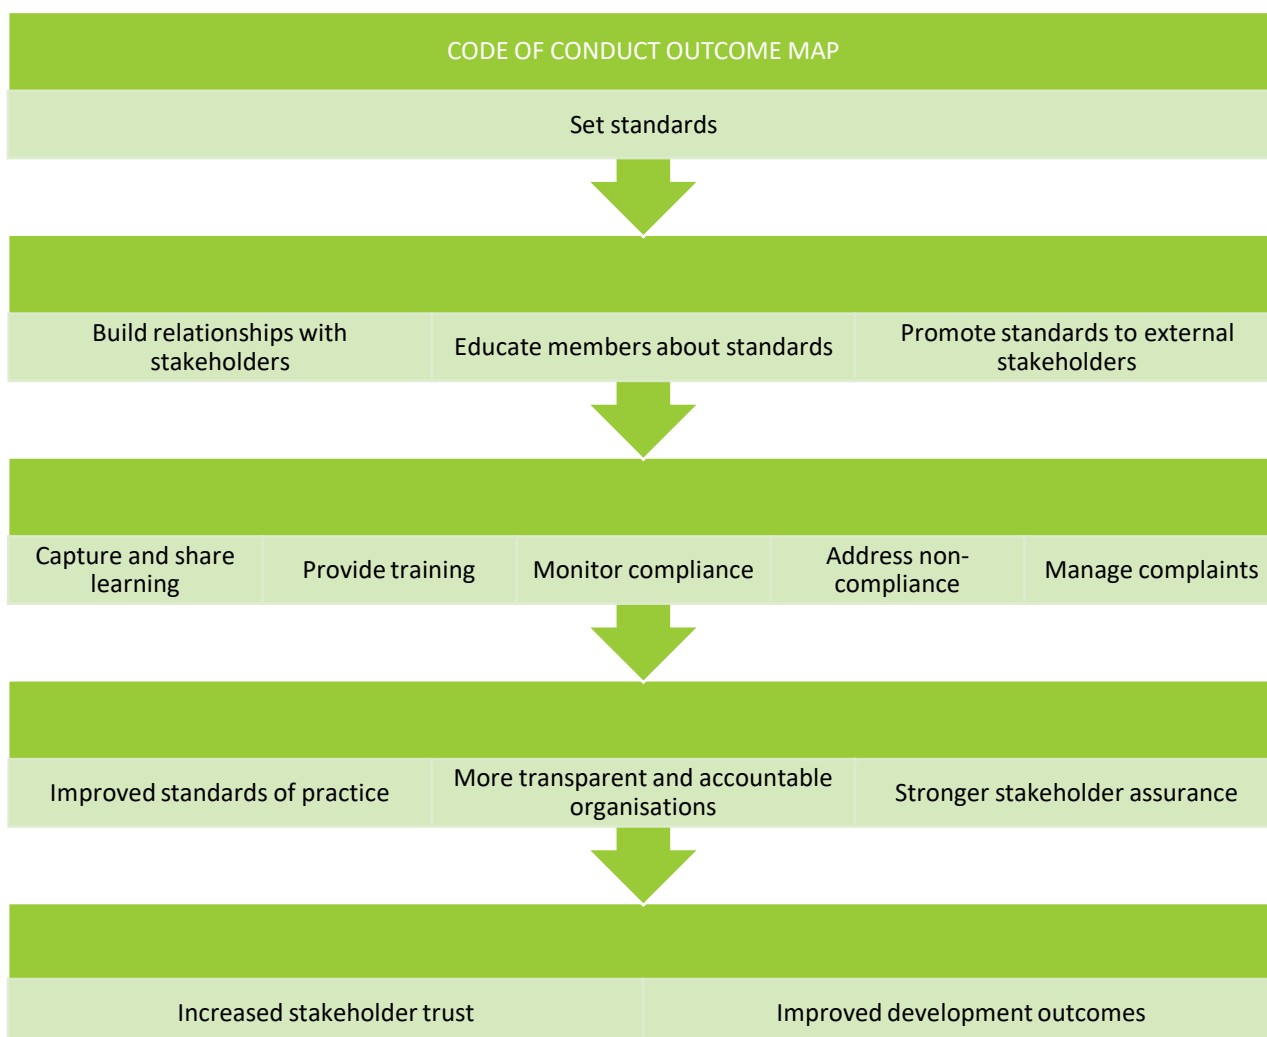 CODE OF CONDUCT OUTCOME MAP
Set standards
Build relationships with
stakeholders
Educate members about standards
Promote standards to external
stakeholders
Capture and share
learning
Provide training
Monitor compliance
Address non-
compliance
Manage complaints
Improved standards of practice
More transparent and accountable
organisations
Stronger stakeholder assurance
Increased stakeholder trust
Improved development outcomes